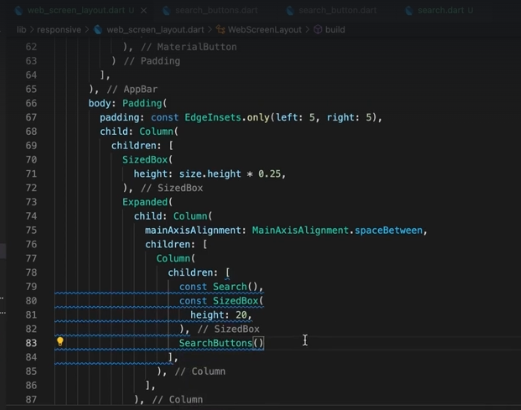 web_screen_layout.dart U search_buttons.dart search_button.dart search.dart U
lib > responsive > web_screen_layout.dart > WebScreenLayout > build
62 ), // MaterialButton
63 ) // Padding
64 ],
65 ), // AppBar
66 body: Padding(
67 padding: const EdgeInsets.only(left: 5, right: 5),
68 child: Column(
69 children: [
70 SizedBox(
71 height: size.height * 0.25,
72 ), // SizedBox
73 Expanded(
74 child: Column(
75 mainAxisAlignment: MainAxisAlignment.spaceBetween,
76 children: [
77 Column(
78 children: [
79 const Search(),
80 const SizedBox(
81 height: 20,
82 ), // SizedBox
83 SearchButtons()
84 ],
85 ), // Column
86 ],
87 ), // Column